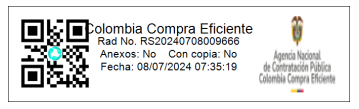 Colombia Compra Eficiente
Rad No. RS20240708009666
Anexos: No Con copia: No
Fecha: 08/07/2024 07:35:19
Agencia Nacional
de Contratación Pública
Colombia Compra Eficiente